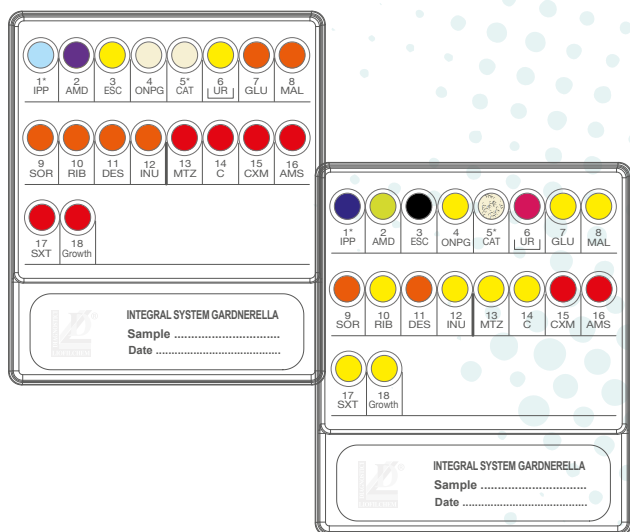 1* 2 3 4 5* 6 7 8
IPP AMD ESC ONPG CAT UR GLU MAL
9 10 11 12 13 14 15 16
SOR RIB DES INU MTZ C CXM AMS
17 18
SXT Growth
INTEGRAL SYSTEM GARDNERELLA
Sample ................................
Date ......................................
1* 2 3 4 5* 6 7 8
IPP AMD ESC ONPG CAT UR GLU MAL
9 10 11 12 13 14 15 16
SOR RIB DES INU MTZ C CXM AMS
17 18
SXT Growth
INTEGRAL SYSTEM GARDNERELLA
Sample ................................
Date ......................................